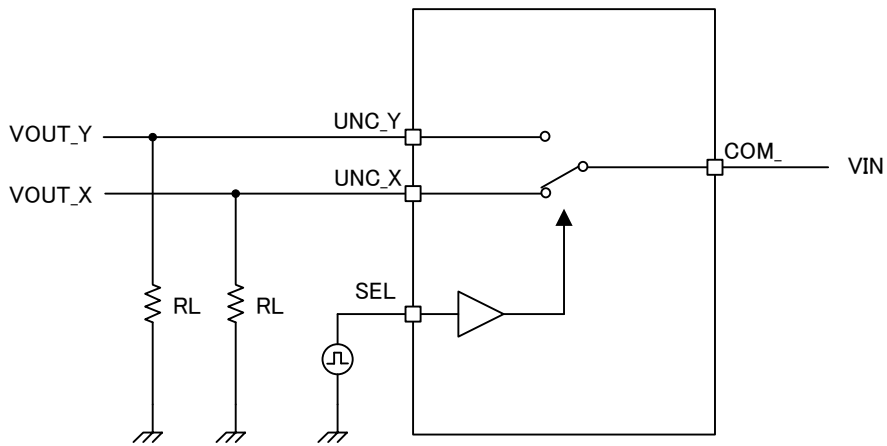 VOUT_Y
UNC_Y
COM_
VIN
VOUT_X
UNC_X
SEL
RL
RL